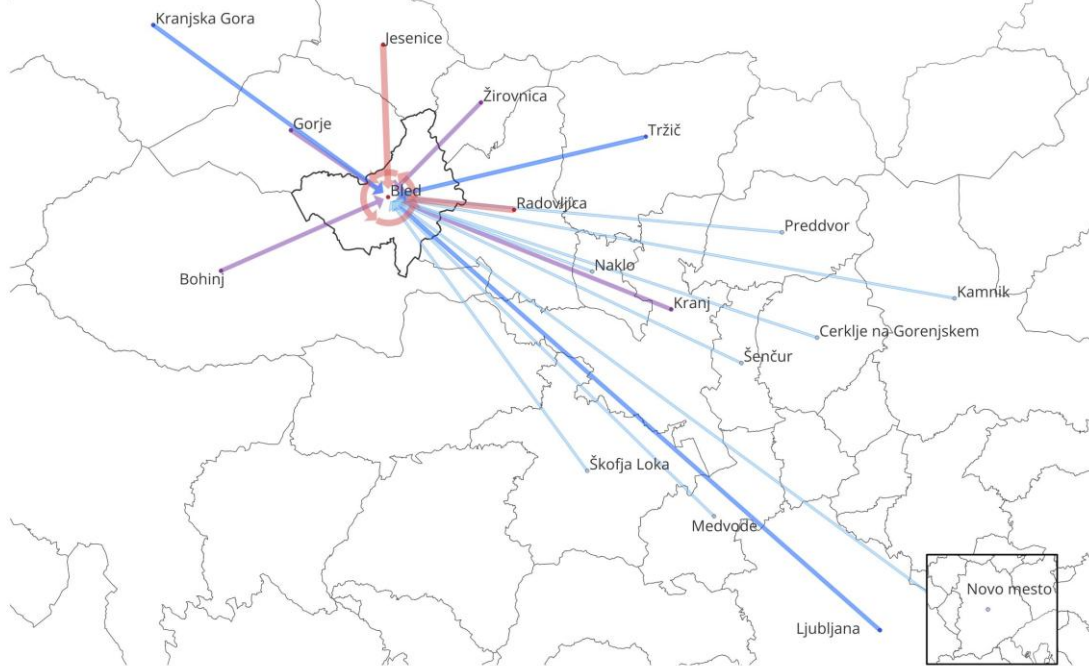 Kranjska Gora
Jesenice
Žirovnica
Gorje
Tržič
Bled
Radovljica
Preddvor
Bohinj
Naklo
Kamnik
Kranj
Cerklje na Gorenjskem
Šenčur
Škofja Loka
Medvode
Novo mesto
Ljubljana